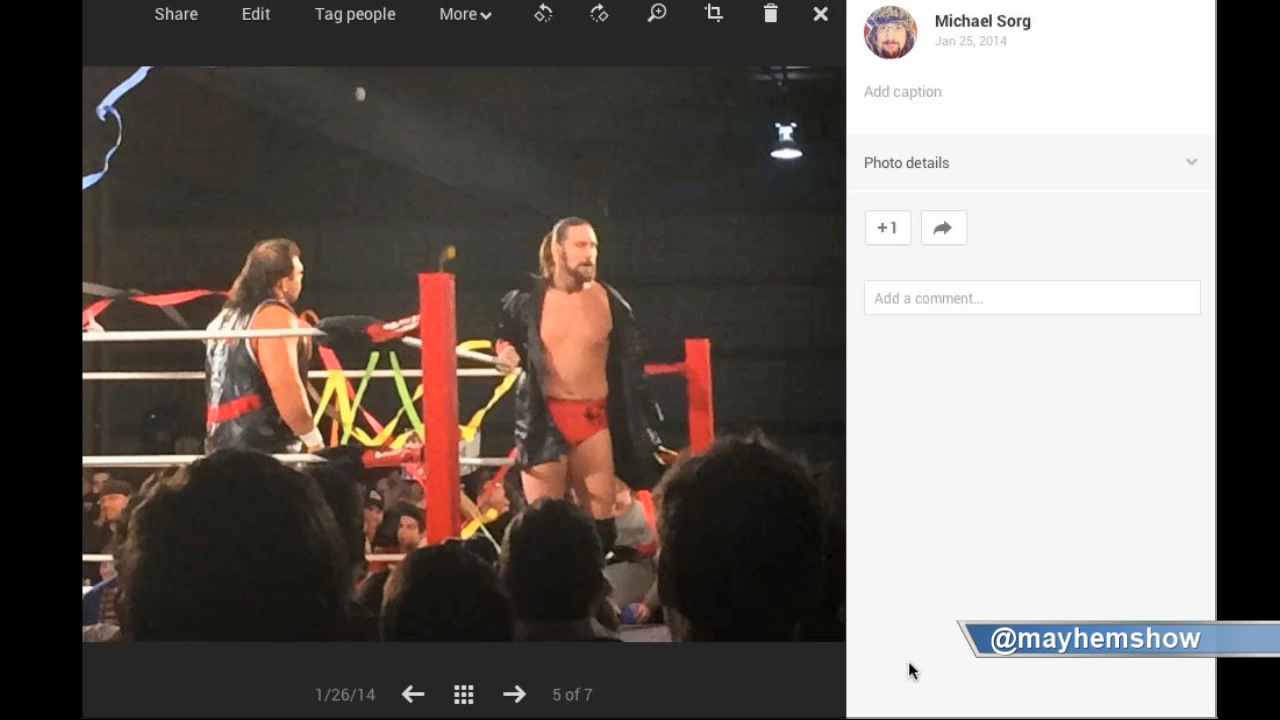 Share Edit Tag people More
Michael Sorg
Jan 25, 2014
Add caption
Photo details
+1
Add a comment...
@mayhemshow
1/26/14
5 of 7